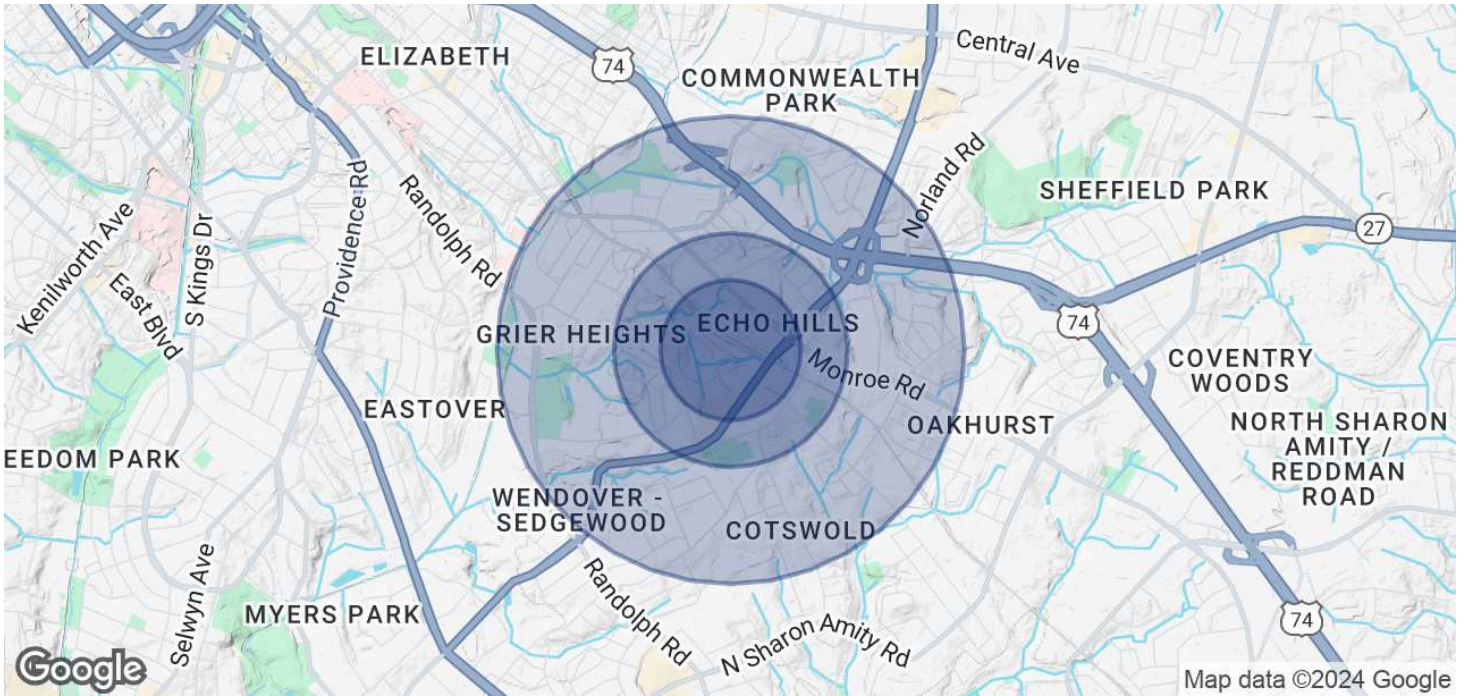 ELIZABETH
74
COMMONWEALTH
PARK
Central Ave
Norland Rd
SHEFFIELD PARK
27
Kenilworth Ave
East Blvd
S Kings Dr
Providence Rd
Randolph Rd
GRIER HEIGHTS
ECHO HILLS
Monroe Rd
74
COVENTRY
WOODS
EASTOVER
OAKHURST
NORTH SHARON
AMITY /
REDDMAN
ROAD
EEDOM PARK
WENDOVER -
SEDGEWOOD
COTSWOLD
Selwyn Ave
MYERS PARK
Randolph Rd
N Sharon Amity Rd
74
Google
Map data ©2024 Google